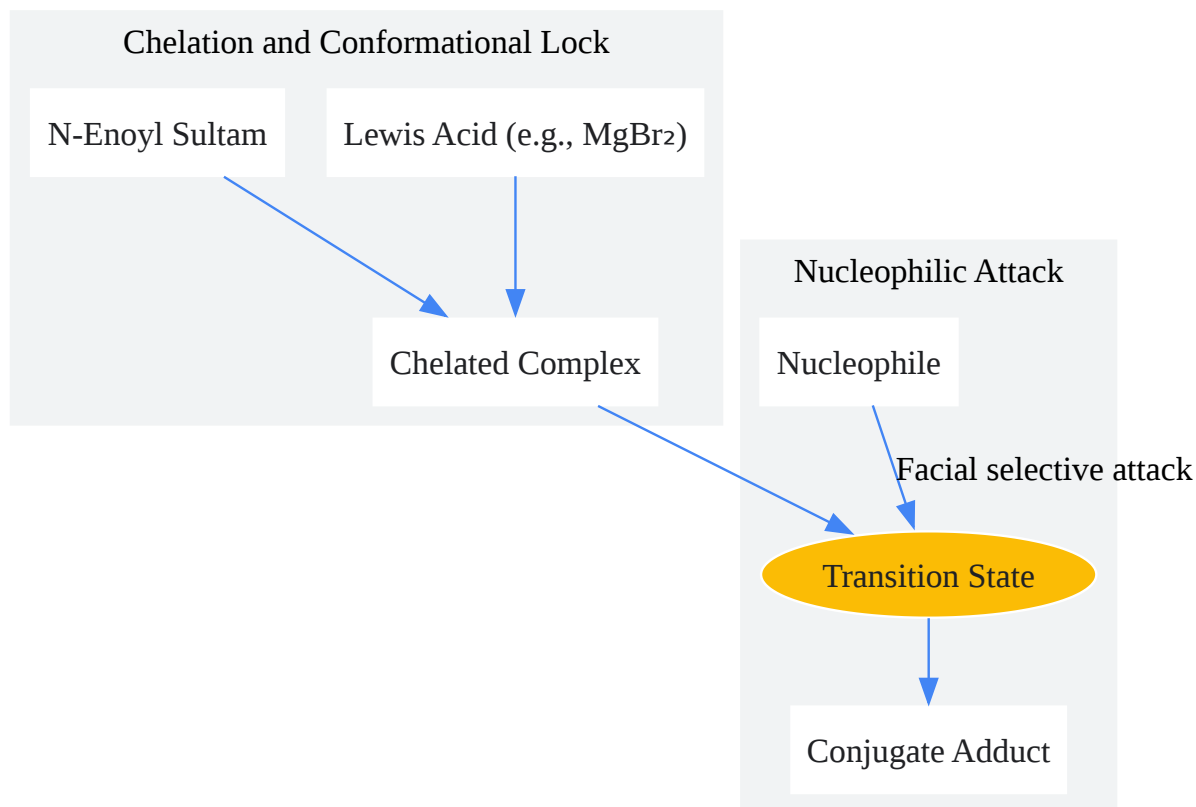 Chelation and Conformational Lock
N-Enoyl Sultam
Lewis Acid (e.g., MgBr₂)
Chelated Complex
Nucleophilic Attack
Nucleophile
Facial selective attack
Transition State
Conjugate Adduct